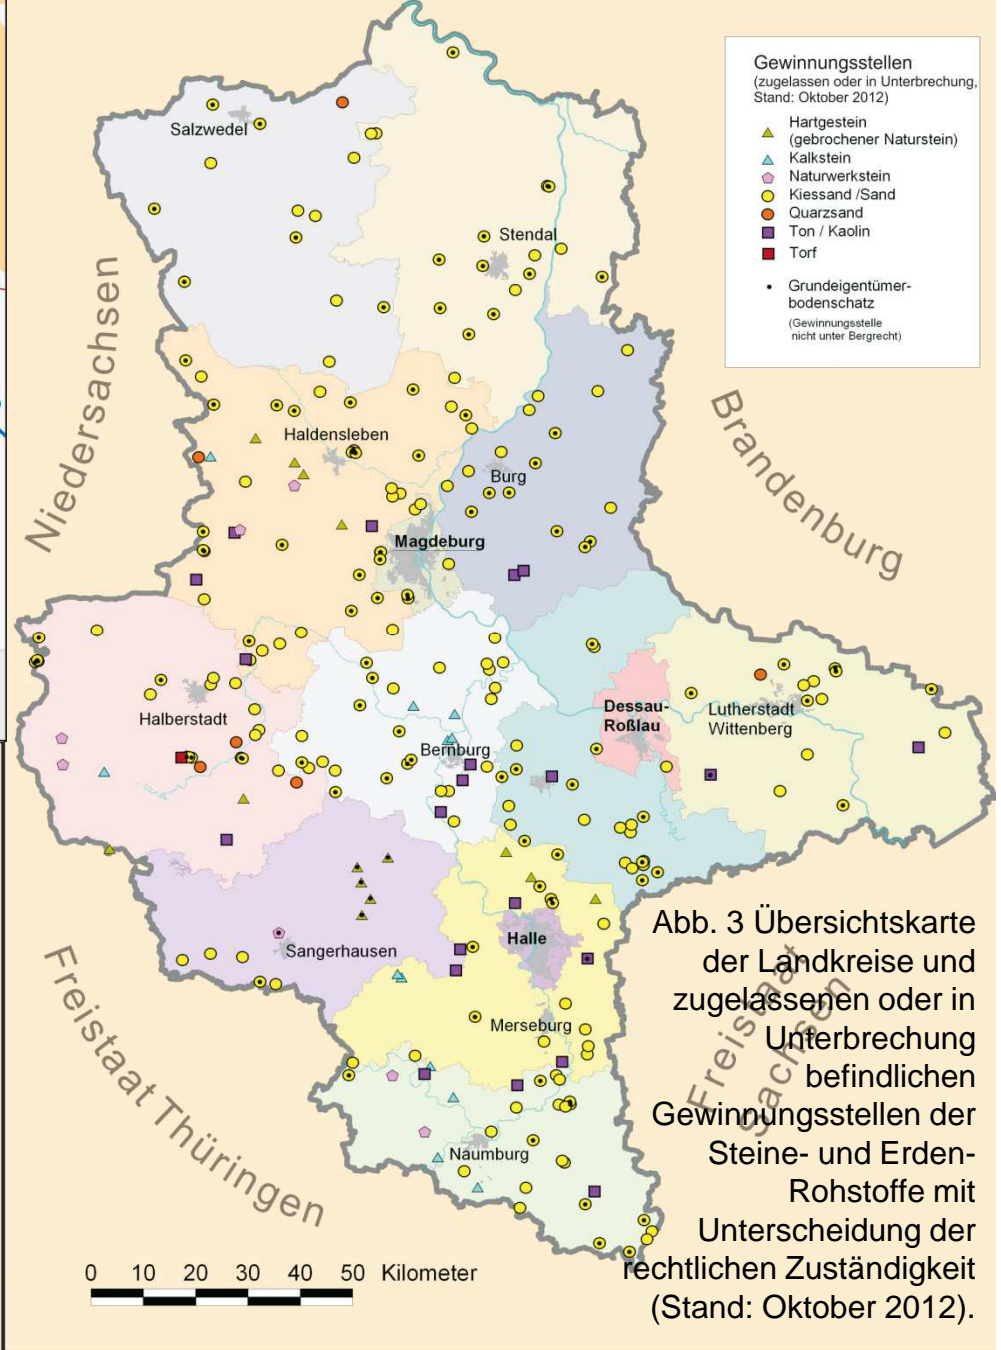 Gewinnungsstellen
(zugelassen oder in Unterbrechung,
Stand: Oktober 2012)
Hartgestein
(gebrochener Naturstein)
Kalkstein
Naturwerkstein
Kiessand /Sand
Quarzsand
Ton / Kaolin
Torf
Grundeigentümer-
bodenschatz
(Gewinnungsstelle
nicht unter Bergrecht)
Salzwedel
Stendal
Niedersachsen
Brandenburg
Haldensleben
Burg
Magdeburg
Halberstadt
Dessau-
Roßlau
Lutherstadt
Wittenberg
Bernburg
Sangerhausen
Halle
Merseburg
Naumburg
Freistaat Thüringen
Freistaat
Sachsen
Abb. 3 Übersichtskarte
der Landkreise und
zugelassenen oder in
Unterbrechung
befindlichen
Gewinnungsstellen der
Steine- und Erden-
Rohstoffe mit
Unterscheidung der
rechtlichen Zuständigkeit
(Stand: Oktober 2012).
0 10 20 30 40 50 Kilometer